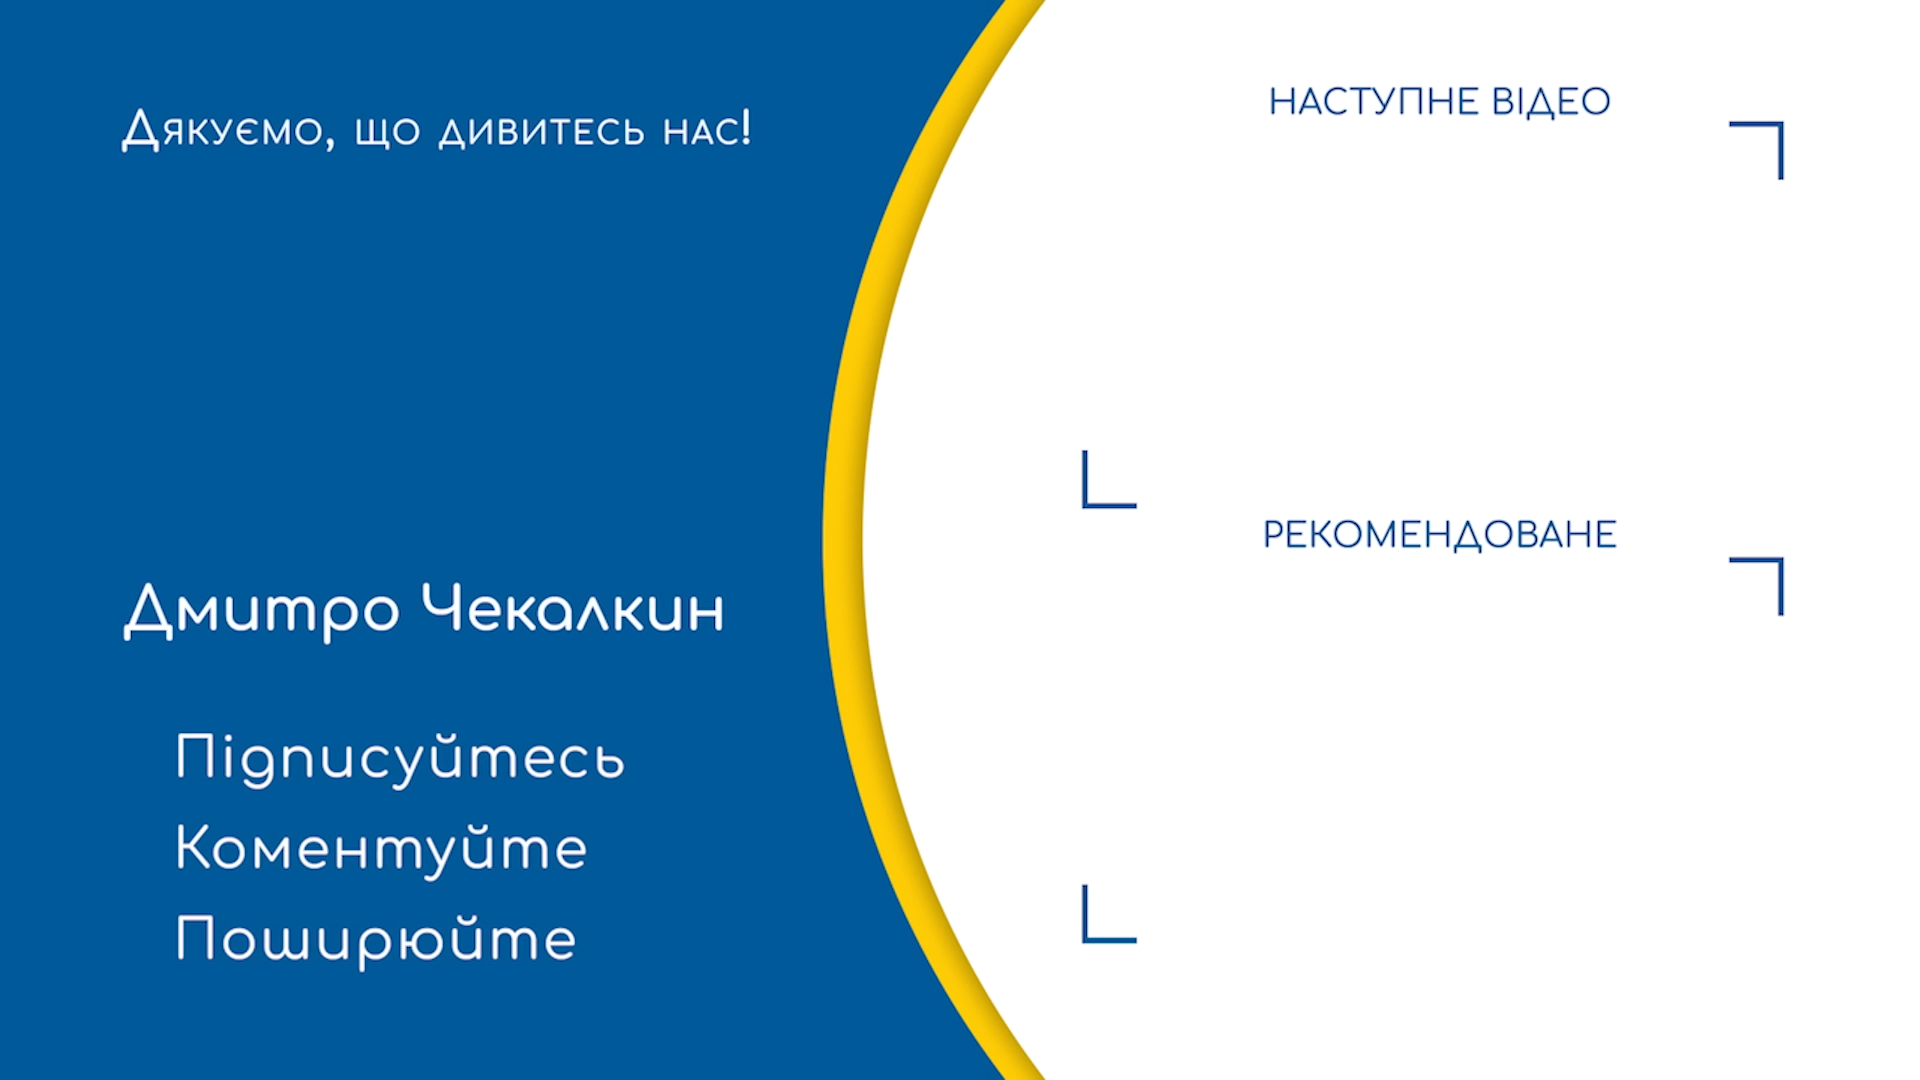 Дякуємо, що дивитесь нас!
Дмитро Чекалкин
Підписуйтесь
Коментуйте
Поширюйте
НАСТУПНЕ ВІДЕО
РЕКОМЕНДОВАНЕ